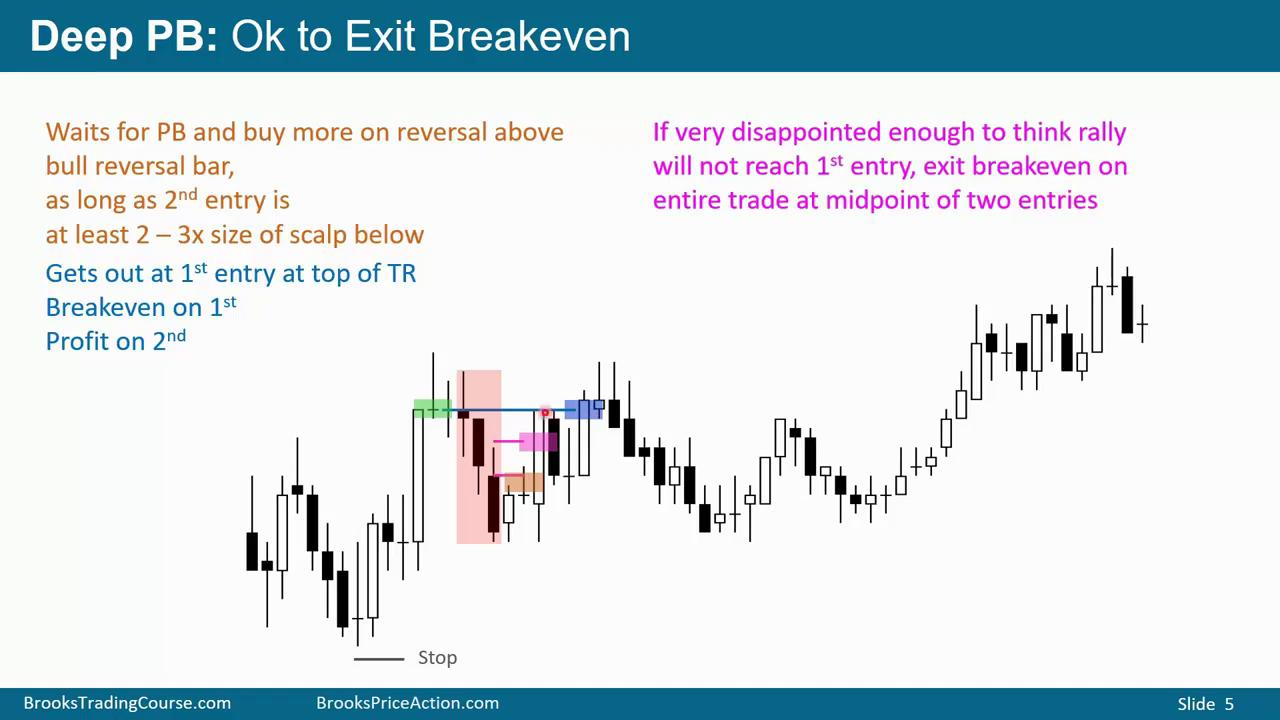 Deep PB: Ok to Exit Breakeven
Waits for PB and buy more on reversal above
bull reversal bar,
as long as 2nd entry is
at least 2 – 3x size of scalp below
Gets out at 1st entry at top of TR
Breakeven on 1st
Profit on 2nd
If very disappointed enough to think rally
will not reach 1st entry, exit breakeven on
entire trade at midpoint of two entries
Stop
BrooksTradingCourse.com
BrooksPriceAction.com
Slide 5